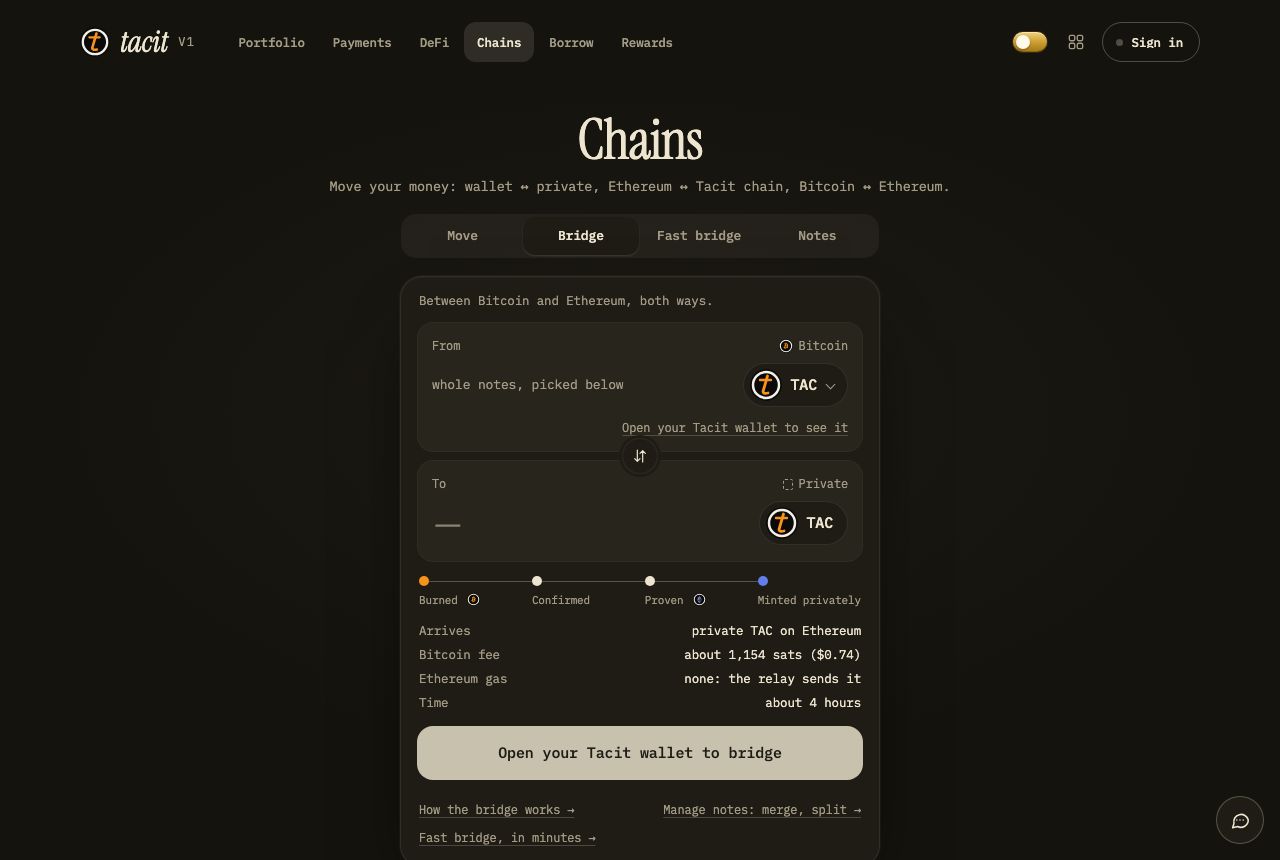 tacit V1 Portfolio Payments DeFi Chains Borrow Rewards Sign in
Chains
Move your money: wallet ↔ private, Ethereum ↔ Tacit chain, Bitcoin ↔ Ethereum.
Move Bridge Fast bridge Notes
Between Bitcoin and Ethereum, both ways.
From Bitcoin
whole notes, picked below TAC
Open your Tacit wallet to see it
To Private
— TAC
Burned Confirmed Proven Minted privately
Arrives private TAC on Ethereum
Bitcoin fee about 1,154 sats ($0.74)
Ethereum gas none: the relay sends it
Time about 4 hours
Open your Tacit wallet to bridge
How the bridge works → Manage notes: merge, split →
Fast bridge, in minutes →